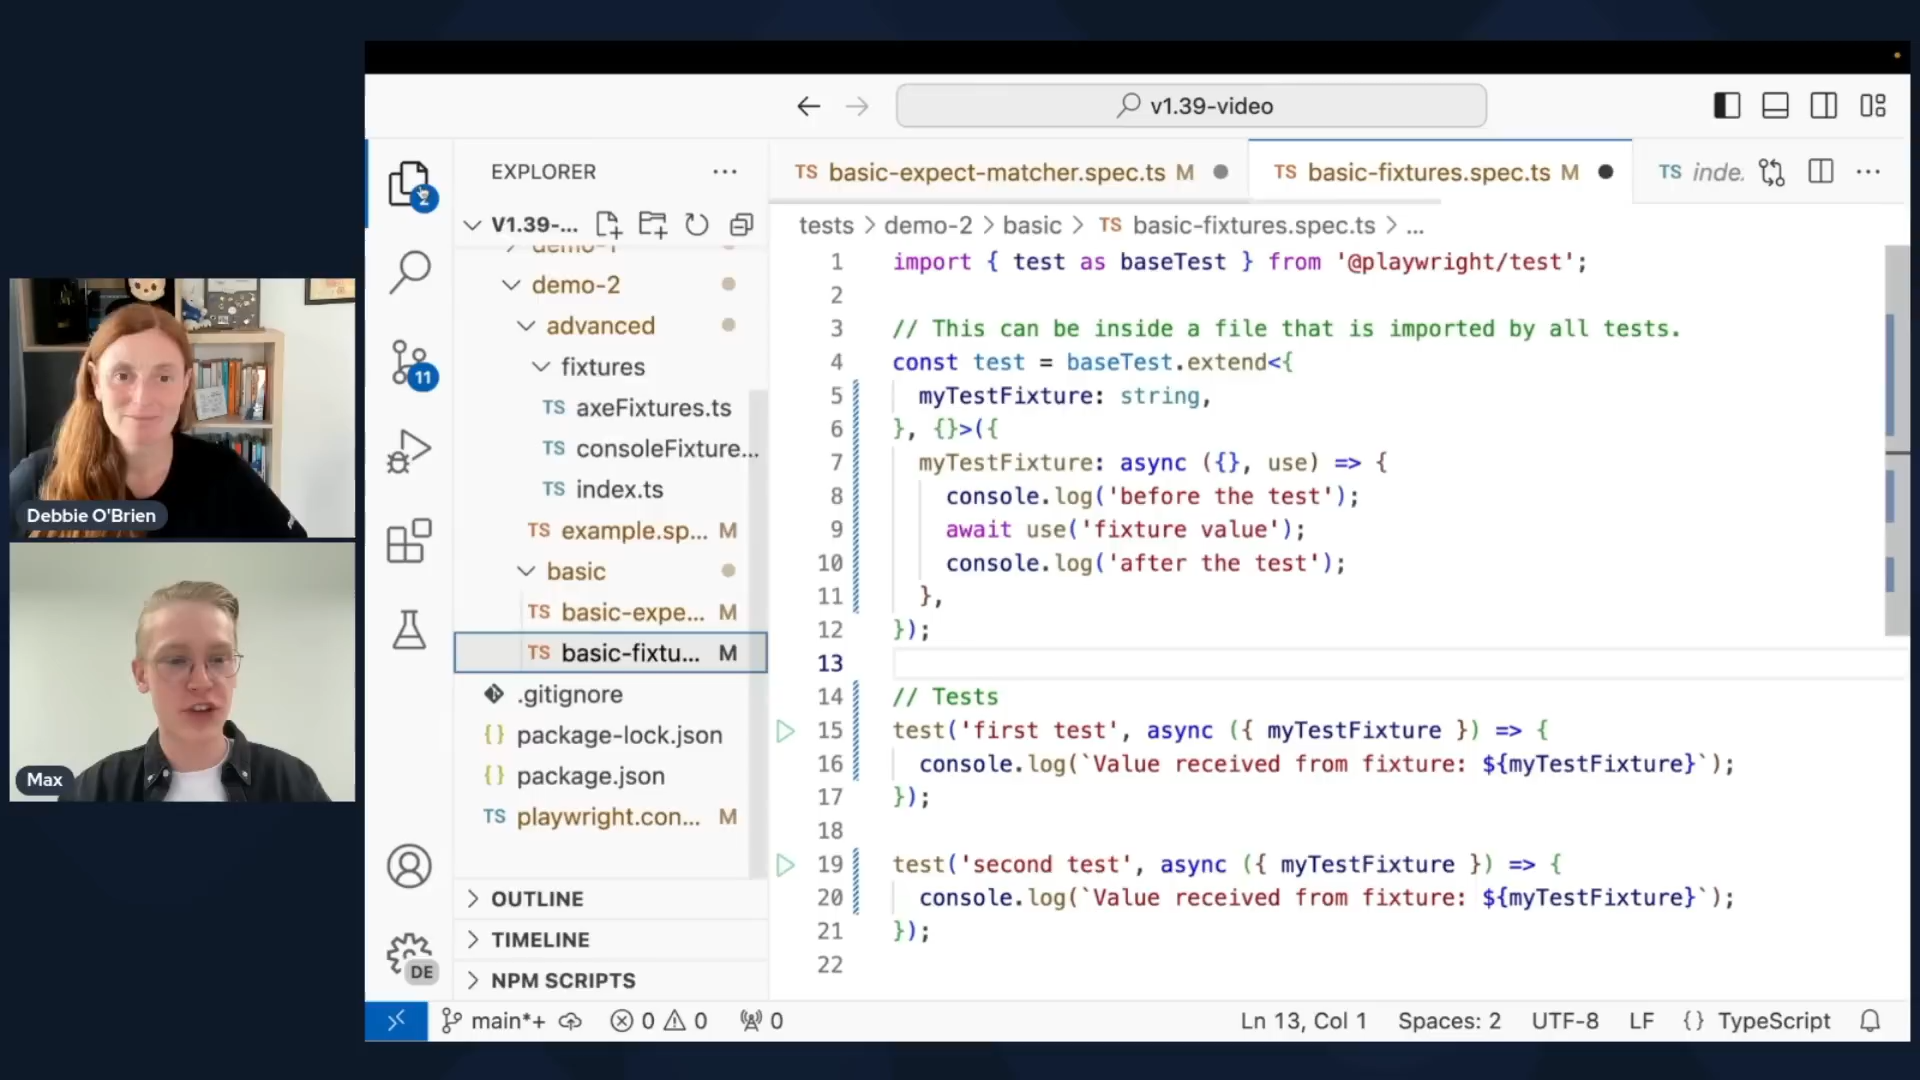 v1.39-video
EXPLORER
TS basic-expect-matcher.spec.ts M
TS basic-fixtures.spec.ts M
TS inde.
V1.39-...
tests > demo-2 > basic > TS basic-fixtures.spec.ts > ...
demo-1
demo-2
advanced
fixtures
TS axeFixtures.ts
TS consoleFixture...
TS index.ts
TS example.sp... M
basic
TS basic-expe... M
TS basic-fixtu... M
.gitignore
{} package-lock.json
{} package.json
TS playwright.con... M
OUTLINE
TIMELINE
NPM SCRIPTS
2
11
DE
1 import { test as baseTest } from '@playwright/test';
2
3 // This can be inside a file that is imported by all tests.
4 const test = baseTest.extend<{
5 myTestFixture: string,
6 }, {}>({
7 myTestFixture: async ({}, use) => {
8 console.log('before the test');
9 await use('fixture value');
10 console.log('after the test');
11 },
12 });
13
14 // Tests
15 test('first test', async ({ myTestFixture }) => {
16 console.log(`Value received from fixture: ${myTestFixture}`);
17 });
18
19 test('second test', async ({ myTestFixture }) => {
20 console.log(`Value received from fixture: ${myTestFixture}`);
21 });
22
main*+ 0 0 0
Ln 13, Col 1 Spaces: 2 UTF-8 LF {} TypeScript
Debbie O'Brien
Max